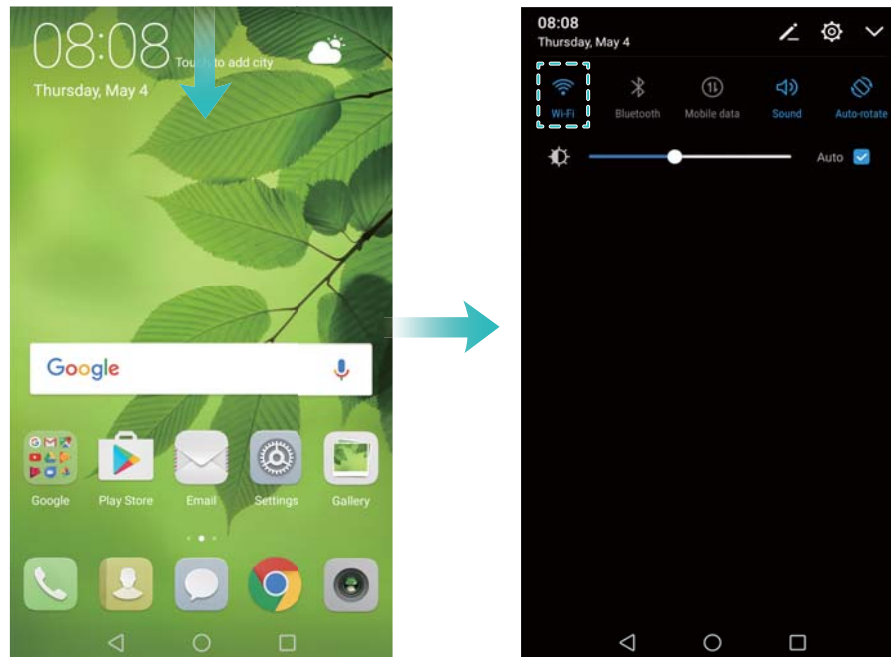 08:08
Touch to add city
Thursday, May 4
Google
Google
Play Store
Email
Settings
Gallery
08:08
Thursday, May 4
Wi-Fi
Bluetooth
Mobile data
Sound
Auto-rotate
Auto